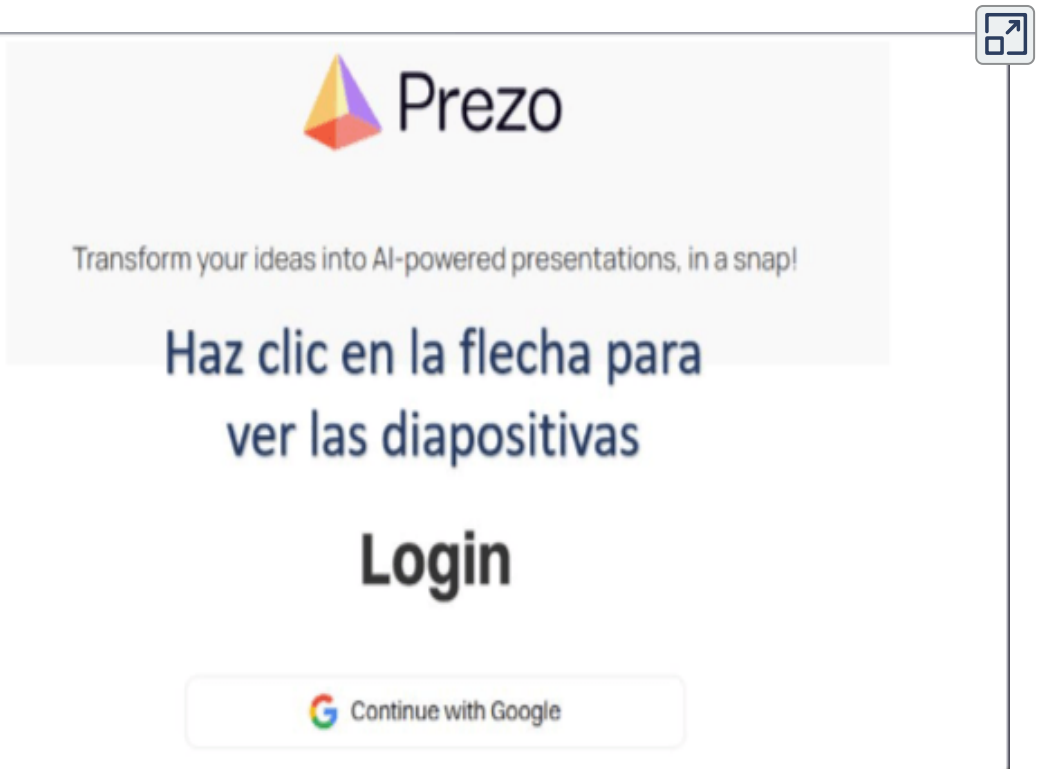 Prezo
Transform your ideas into AI-powered presentations, in a snap!
Haz clic en la flecha para
ver las diapositivas
Login
Continue with Google